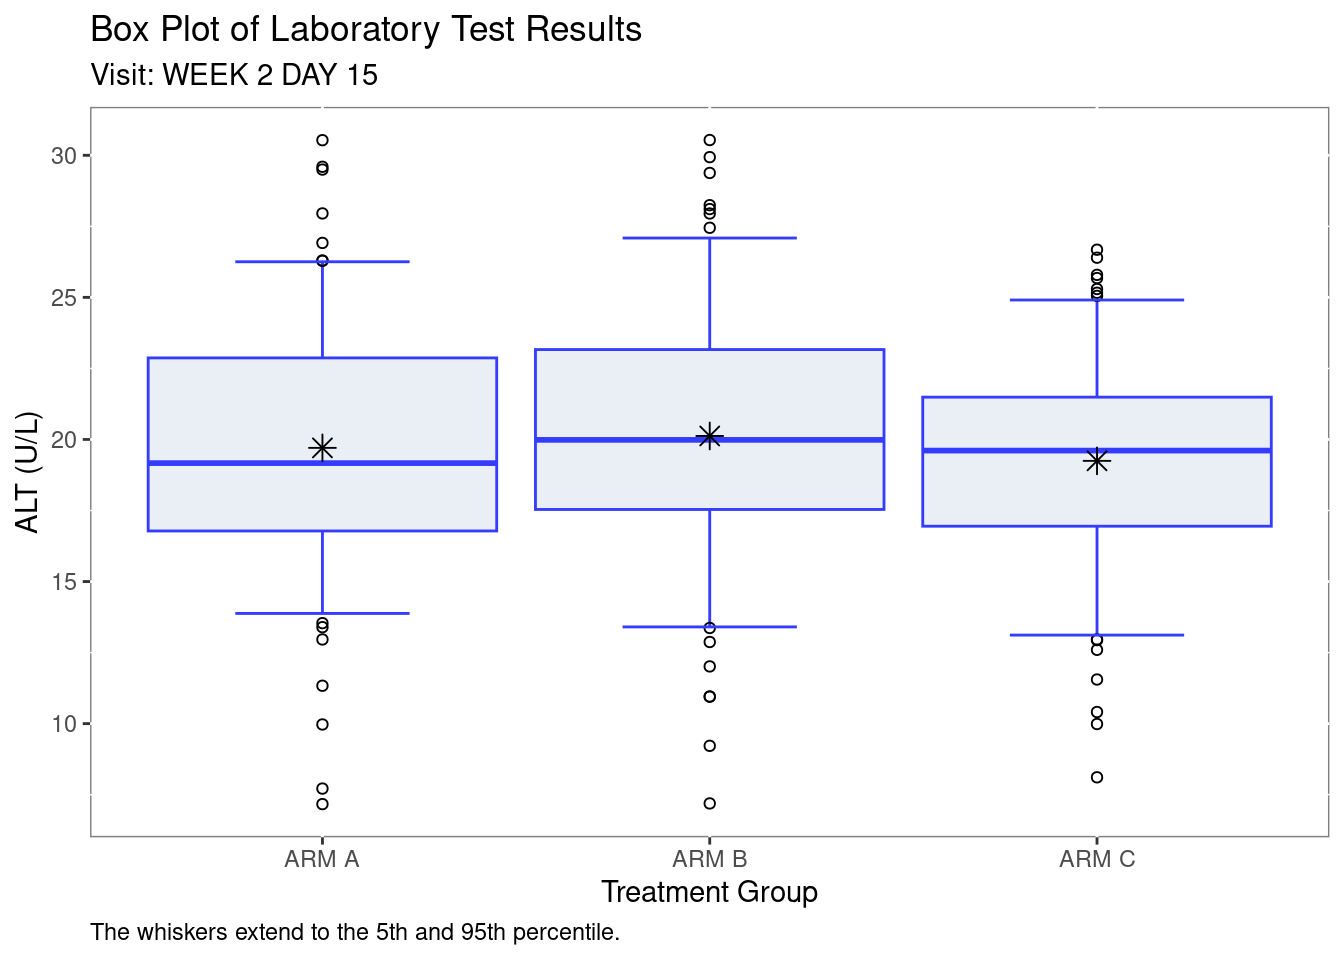 Box Plot of Laboratory Test Results
Visit: WEEK 2 DAY 15
ALT (U/L)
30
25
20
15
10
ARM A
ARM B
ARM C
Treatment Group
The whiskers extend to the 5th and 95th percentile.